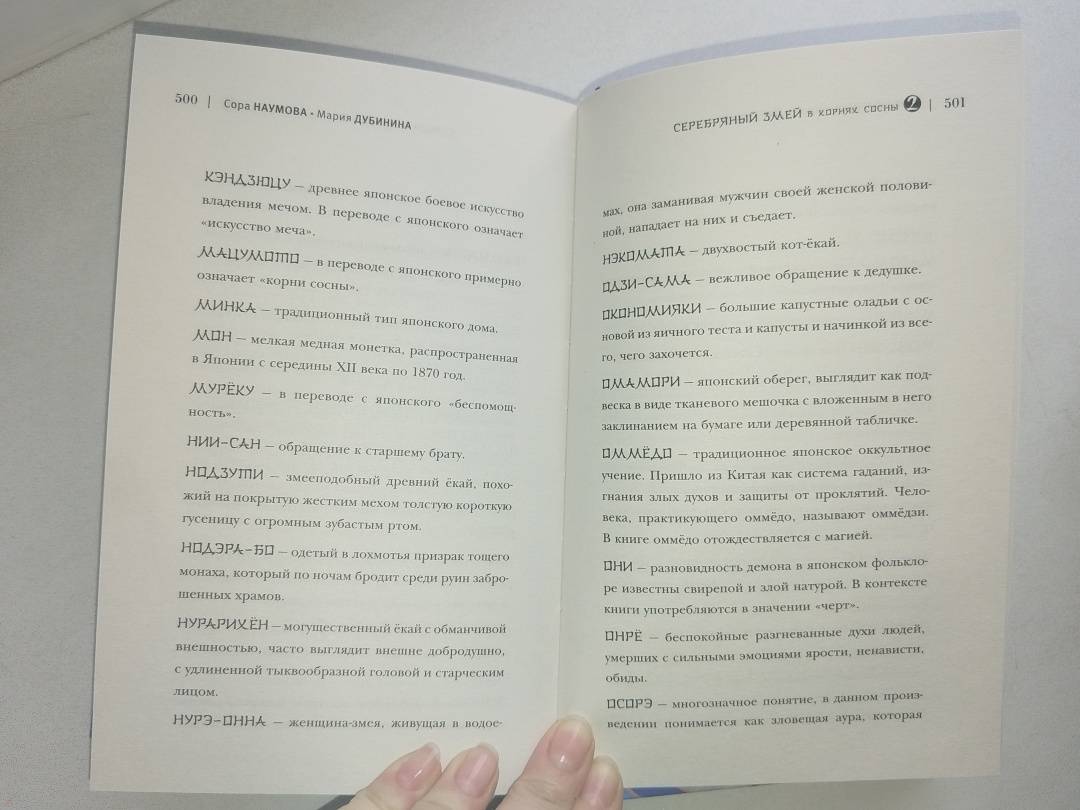 500 | Сора НАУМОВА • Мария ДУБИНИНА
КЭНДЗЮЦУ — древнее японское боевое искусство
владения мечом. В переводе с японского означает
«искусство меча».
МАЦУМОТО — в переводе с японского примерно
означает «корни сосны».
МИНКА — традиционный тип японского дома.
МОН — мелкая медная монетка, распространенная
в Японии с середины XII века по 1870 год.
МУРЁКУ — в переводе с японского «беспомощ-
ность».
НИИ-САН — обращение к старшему брату.
НОДЗУТИ — змееподобный древний ёкай, похо-
жий на покрытую жестким мехом толстую короткую
гусеницу с огромным зубастым ртом.
НОДЭРА-БО — одетый в лохмотья призрак тощего
монаха, который по ночам бродит среди руин забро-
шенных храмов.
НУРАРИХЁН — могущественный ёкай с обманчивой
внешностью, часто выглядит внешне добродушно,
с удлиненной тыквообразной головой и старческим
лицом.
НУРЭ-ОННА — женщина-змея, живущая в водое-
СЕРЕБРЯНЫЙ ЗМЕЙ в корнях сосны 2 | 501
мах, она заманивая мужчин своей женской полови-
ной, нападает на них и съедает.
НЭКОМАТА — двухвостый кот-ёкай.
ОДЗИ-САМА — вежливое обращение к дедушке.
ОКОНОМИЯКИ — большие капустные оладьи с ос-
новой из яичного теста и капусты и начинкой из все-
го, чего захочется.
ОМАМОРИ — японский оберег, выглядит как под-
веска в виде тканевого мешочка с вложенным в него
заклинанием на бумаге или деревянной табличке.
ОММЁДО — традиционное японское оккультное
учение. Пришло из Китая как система гаданий, из-
гнания злых духов и защиты от проклятий. Чело-
века, практикующего оммёдо, называют оммёдзи.
В книге оммёдо отождествляется с магией.
ОНИ — разновидность демона в японском фолькло-
ре известны свирепой и злой натурой. В контексте
книги употребляются в значении «черт».
ОНРЁ — беспокойные разгневанные духи людей,
умерших с сильными эмоциями ярости, ненависти,
обиды.
ОСОРЭ — многозначное понятие, в данном произ-
ведении понимается как зловещая аура, которая